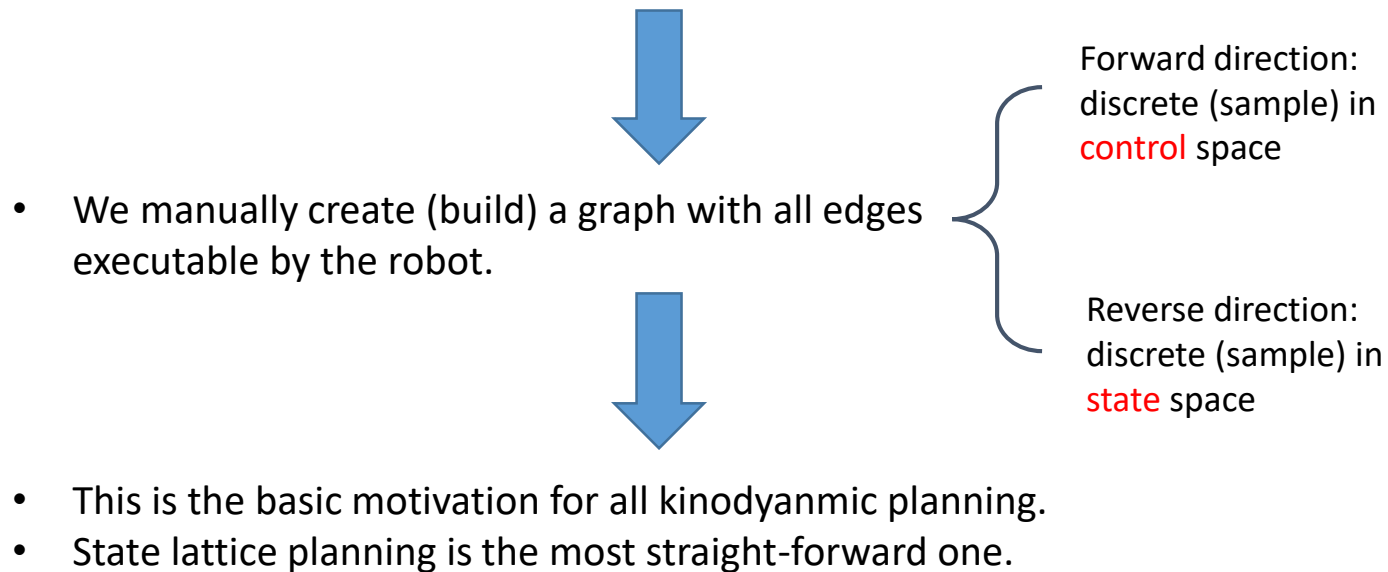 Forward direction:
discrete (sample) in
control space
• We manually create (build) a graph with all edges
executable by the robot.
Reverse direction:
discrete (sample) in
state space
• This is the basic motivation for all kinodyanmic planning.
• State lattice planning is the most straight-forward one.